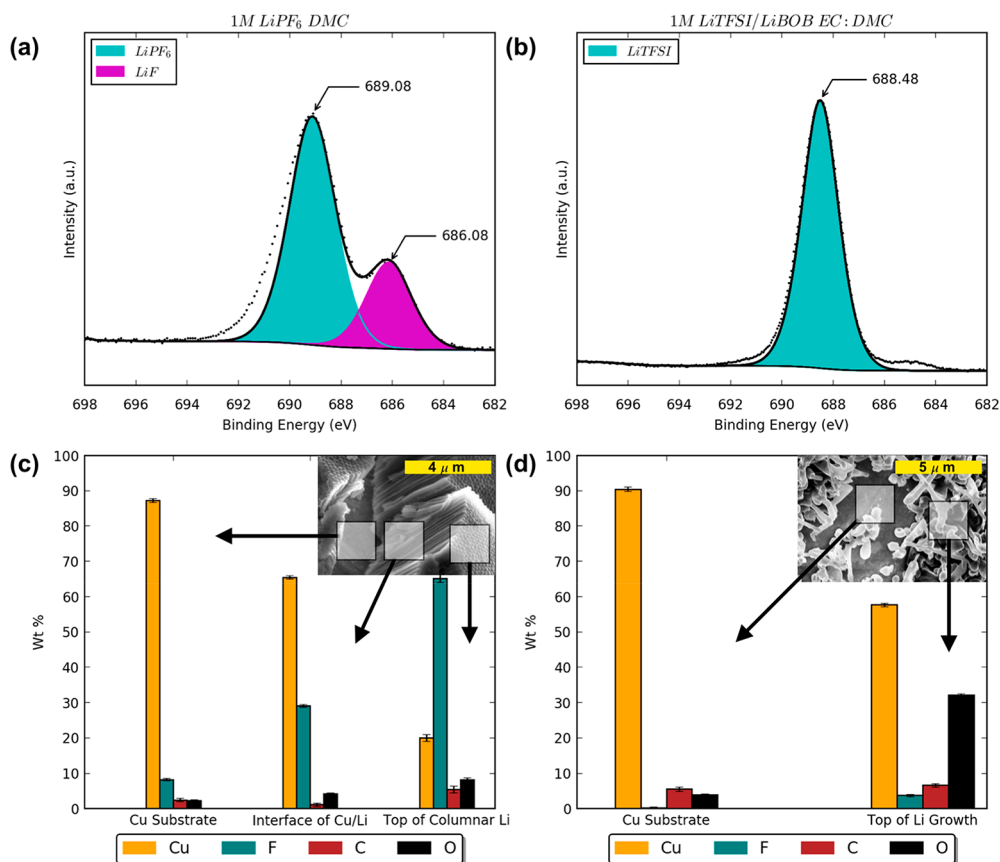 1M LiPF6 DMC
(a)
LiPF6
LiF
689.08
686.08
Intensity (a.u.)
698 696 694 692 690 688 686 684 682
Binding Energy (eV)
1M LiTFSI/LiBOB EC:DMC
(b)
LiTFSI
688.48
Intensity (a.u.)
698 696 694 692 690 688 686 684 682
Binding Energy (eV)
(c)
4 μ m
100
90
80
70
60
50
40
30
20
10
0
Wt %
Cu Substrate Interface of Cu/Li Top of Columnar Li
Cu F C O
(d)
5 μ m
100
90
80
70
60
50
40
30
20
10
0
Wt %
Cu Substrate Top of Li Growth
Cu F C O